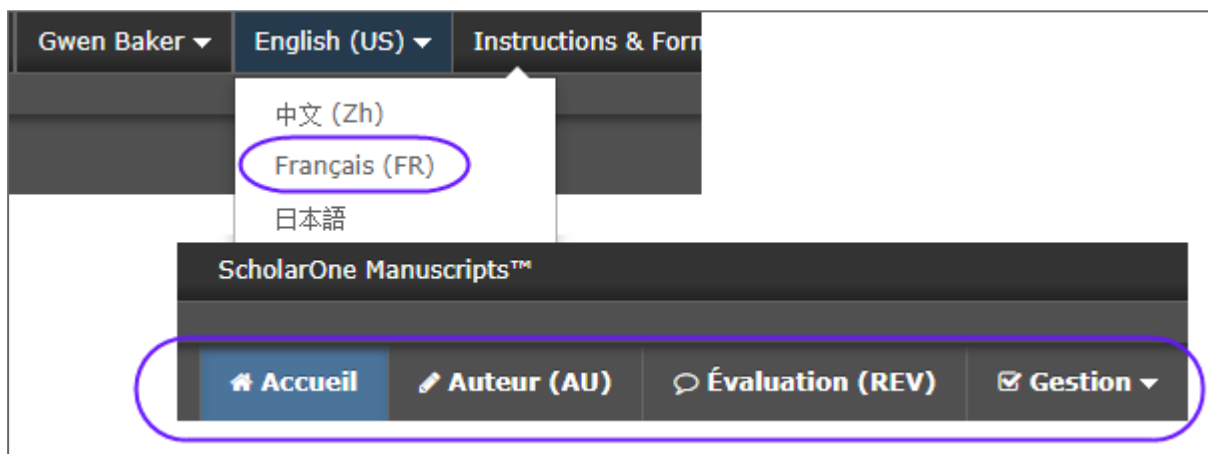 Gwen Baker English (US) Instructions & Forn
中文 (Zh)
Français (FR)
日本語
ScholarOne Manuscripts™
Accueil Auteur (AU) Évaluation (REV) Gestion